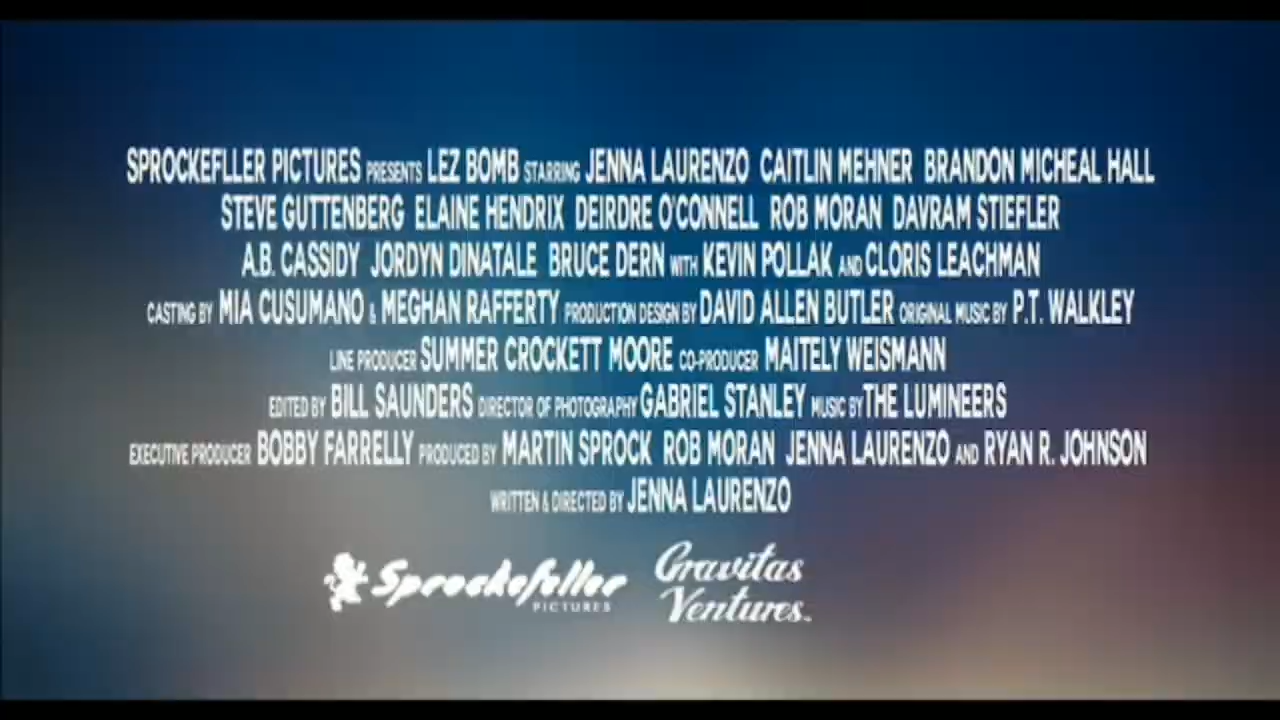 SPROCKEFLLER PICTURES PRESENTS LEZ BOMB STARRING JENNA LAURENZO CAITLIN MEHNER BRANDON MICHEAL HALL
STEVE GUTTENBERG ELAINE HENDRIX DEIRDRE O'CONNELL ROB MORAN DAVRAM STIEFLER
A.B. CASSIDY JORDYN DINATALE BRUCE DERN WITH KEVIN POLLAK AND CLORIS LEACHMAN
CASTING BY MIA CUSUMANO & MEGHAN RAFFERTY PRODUCTION DESIGN BY DAVID ALLEN BUTLER ORIGINAL MUSIC BY P.T. WALKLEY
LINE PRODUCER SUMMER CROCKETT MOORE CO-PRODUCER MAITELY WEISMANN
EDITED BY BILL SAUNDERS DIRECTOR OF PHOTOGRAPHY GABRIEL STANLEY MUSIC BY THE LUMINEERS
EXECUTIVE PRODUCER BOBBY FARRELLY PRODUCED BY MARTIN SPROCK ROB MORAN JENNA LAURENZO AND RYAN R. JOHNSON
WRITTEN & DIRECTED BY JENNA LAURENZO
Sprockefeller
PICTURES
Gravitas
Ventures